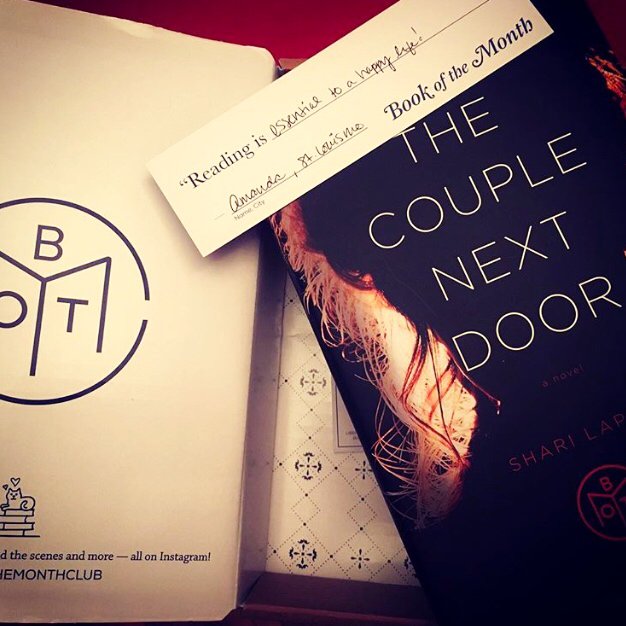 "Reading is essential to a happy life!
Amanda, St Louis mo
Name, City
Book of the Month
THE
COUPLE
NEXT
DOOR
a novel
SHARI LAP
B
O T
B
O T
d the scenes and more — all on Instagram!
HEMONTHCLUB